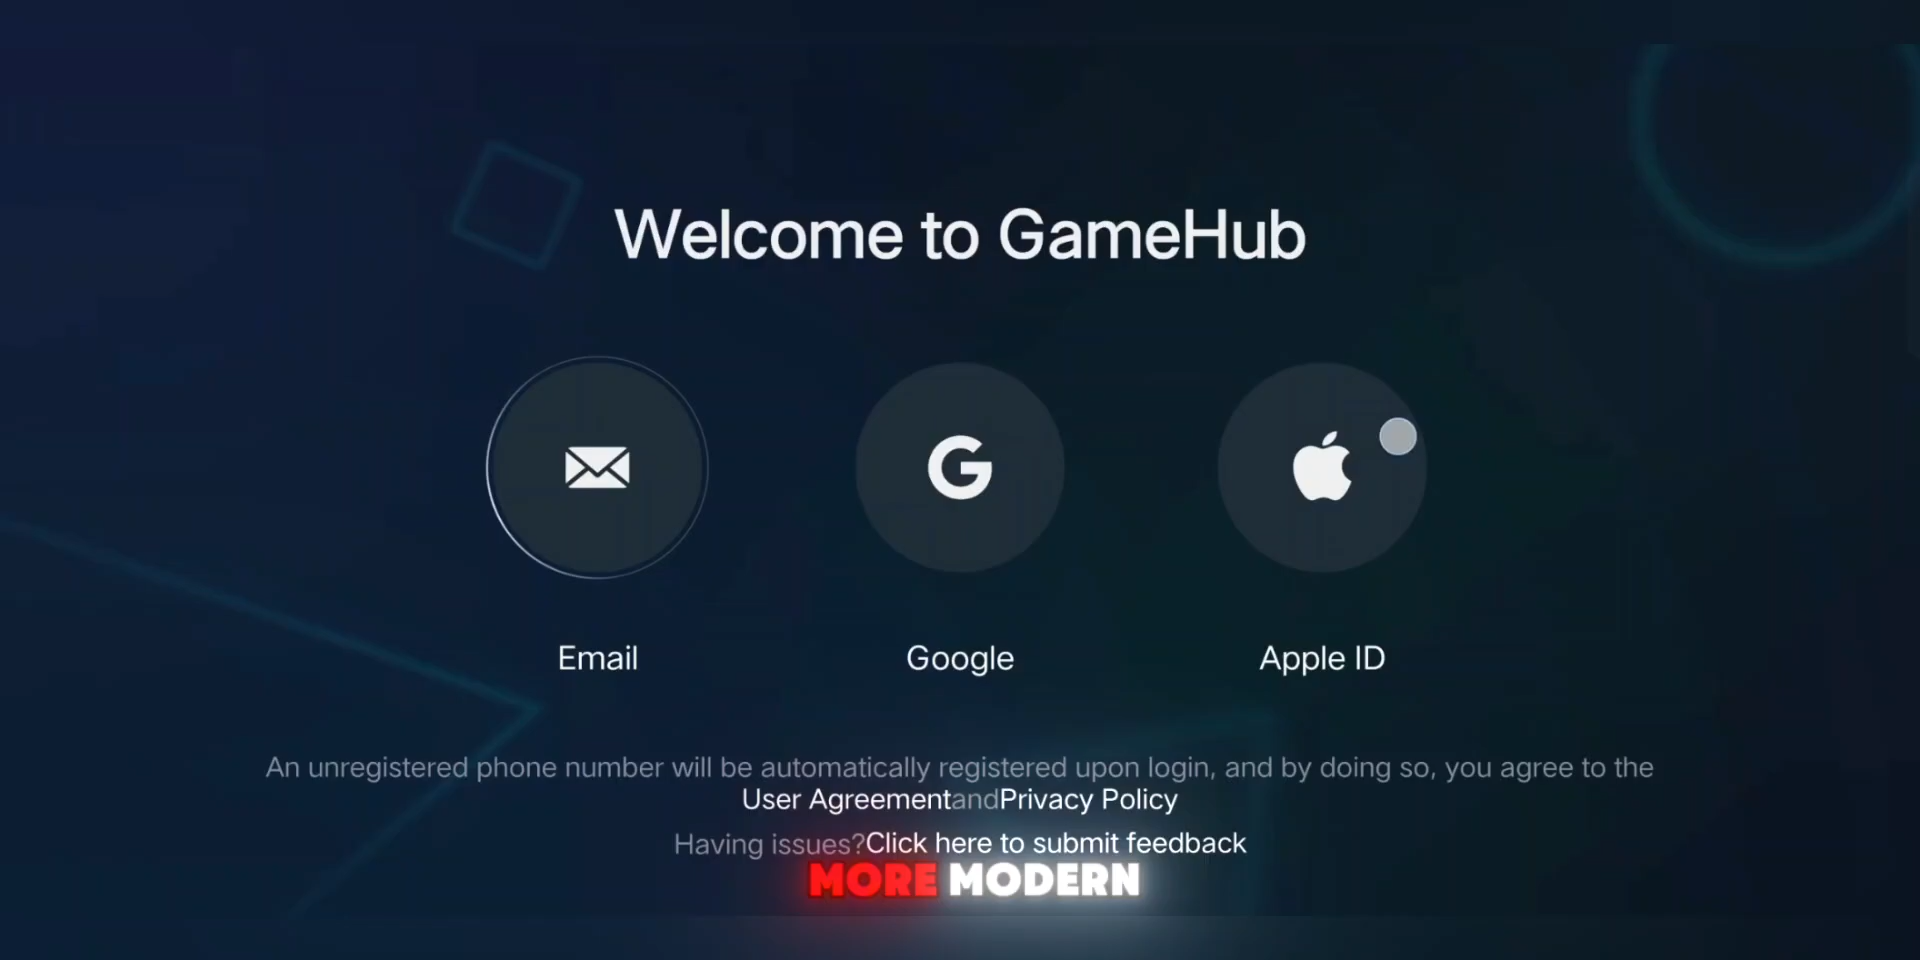 Welcome to GameHub
Email
Google
Apple ID
An unregistered phone number will be automatically registered upon login, and by doing so, you agree to the
User AgreementandPrivacy Policy
Having issues?Click here to submit feedback
MORE MODERN